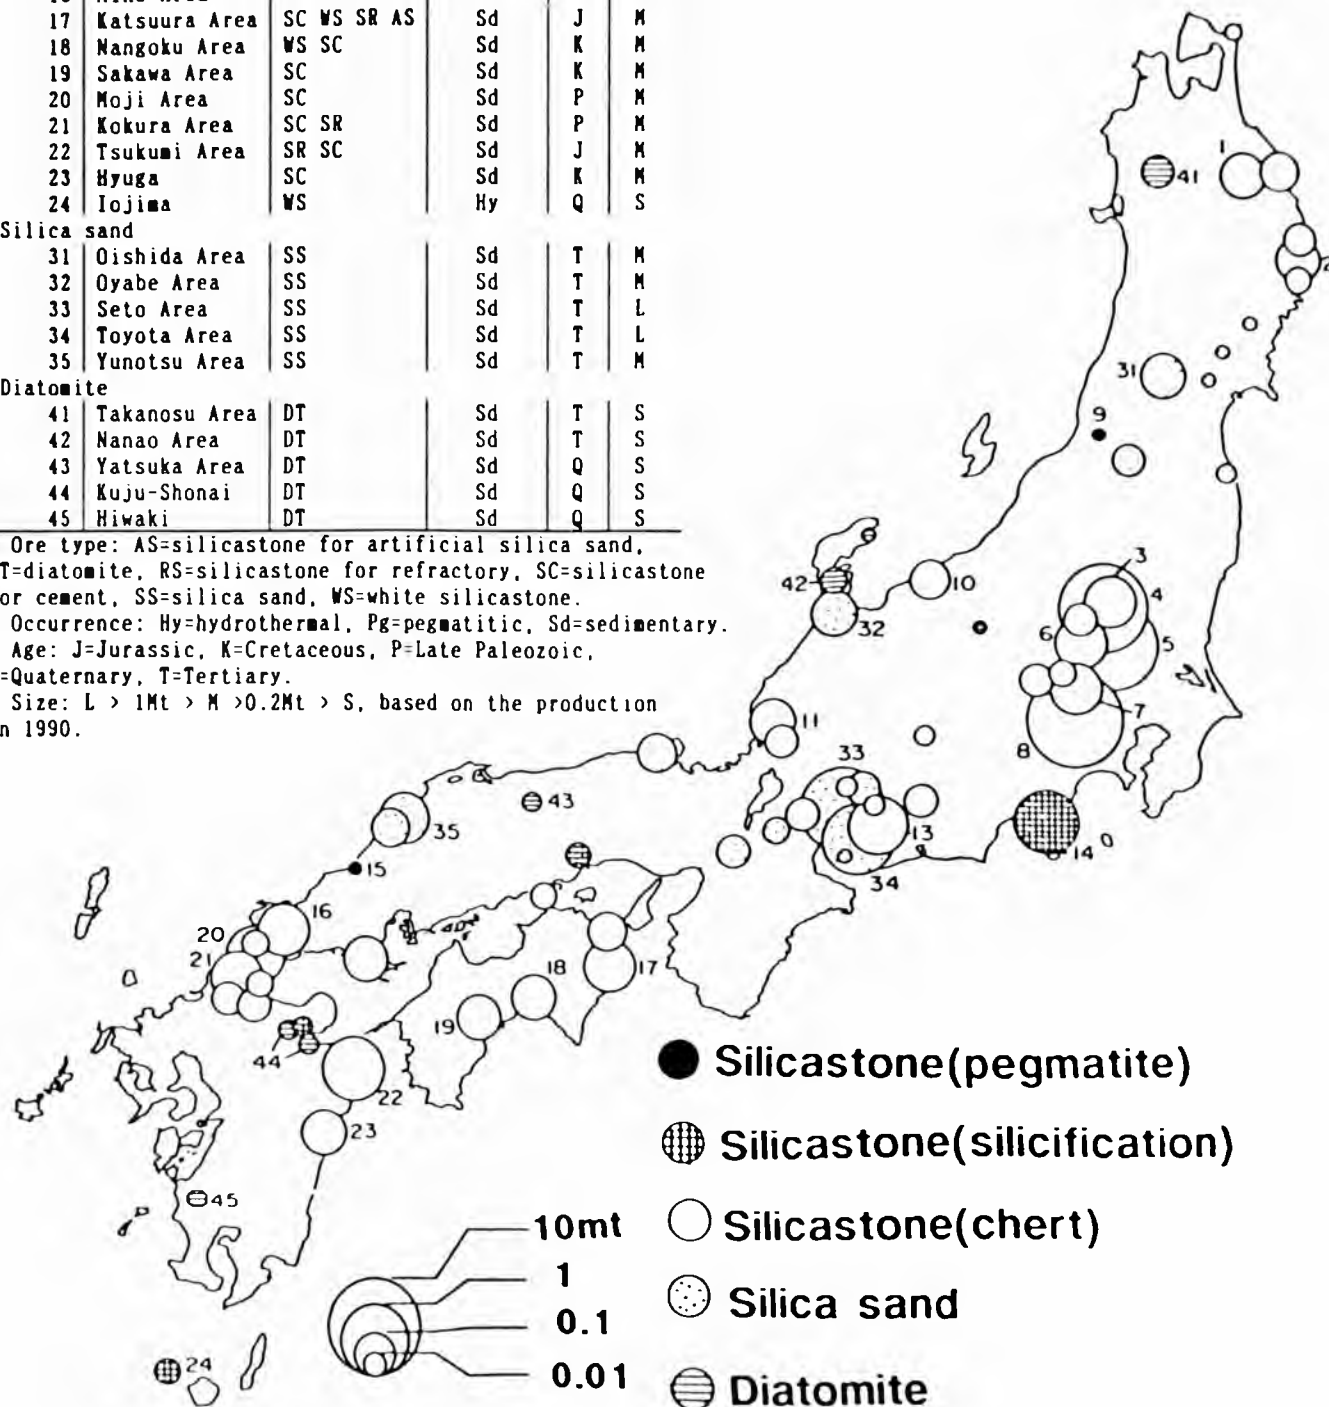 17 Katsuura Area SC WS SR AS Sd J M
18 Nangoku Area WS SC Sd K M
19 Sakawa Area SC Sd K M
20 Moji Area SC Sd P M
21 Kokura Area SC SR Sd P M
22 Tsukumi Area SR SC Sd J M
23 Hyuga SC Sd K M
24 Iojima WS Hy Q S
Silica sand
31 Oishida Area SS Sd T M
32 Oyabe Area SS Sd T M
33 Seto Area SS Sd T L
34 Toyota Area SS Sd T L
35 Yunotsu Area SS Sd T M
Diatomite
41 Takanosu Area DT Sd T S
42 Nanao Area DT Sd T S
43 Yatsuka Area DT Sd Q S
44 Kuju-Shonai DT Sd Q S
45 Hiwaki DT Sd Q S
Ore type: AS=silicastone for artificial silica sand,
T=diatomite, RS=silicastone for refractory, SC=silicastone
or cement, SS=silica sand, WS=white silicastone.
Occurrence: Hy=hydrothermal, Pg=pegmatitic, Sd=sedimentary.
Age: J=Jurassic, K=Cretaceous, P=Late Paleozoic,
=Quaternary, T=Tertiary.
Size: L > 1Mt > M >0.2Mt > S, based on the production
n 1990.
1
41
2
31
9
3
4
5
6
7
8
10
42
32
11
33
13
34
14
43
35
15
16
20
21
17
18
19
44
22
23
45
24
10mt
1
0.1
0.01
Silicastone(pegmatite)
Silicastone(silicification)
Silicastone(chert)
Silica sand
Diatomite